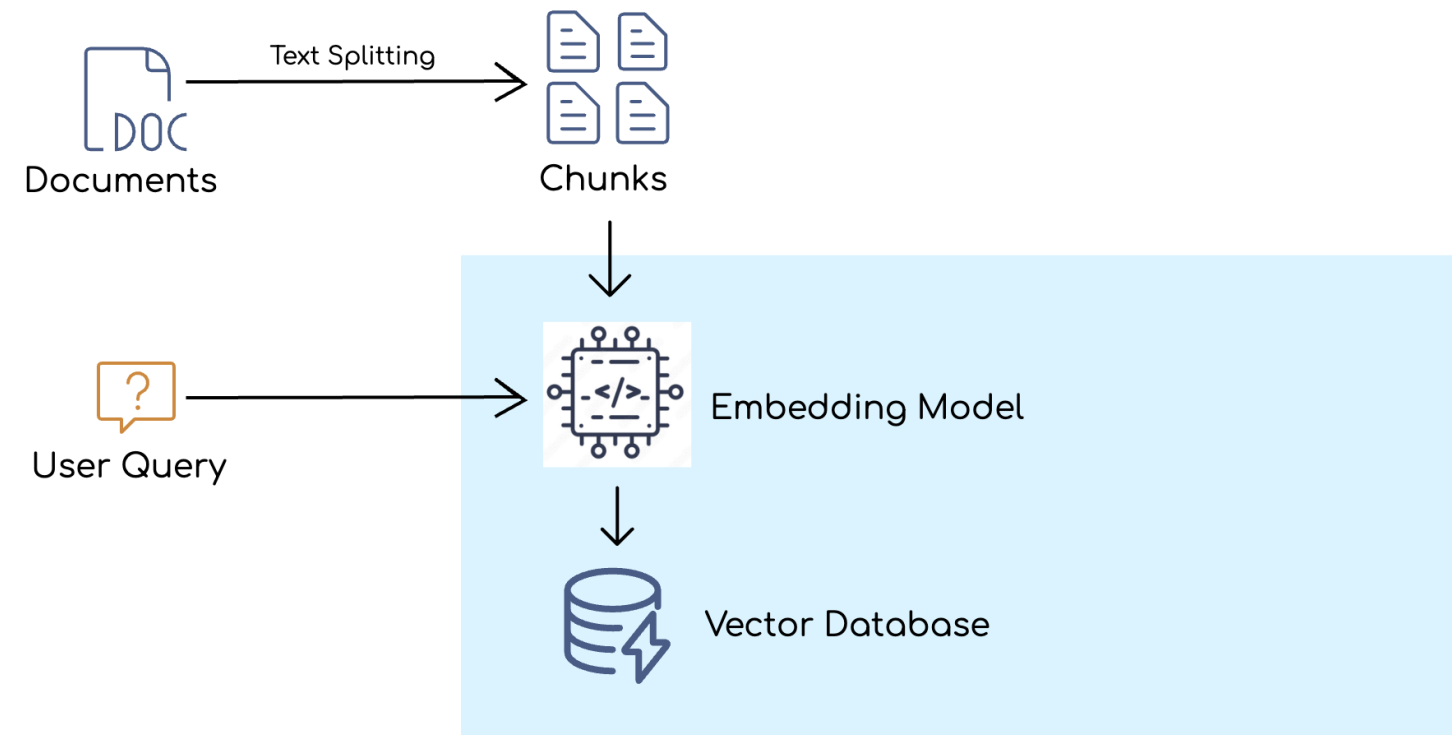 Text Splitting
DOC
Documents
Chunks
?
</>
Embedding Model
User Query
Vector Database